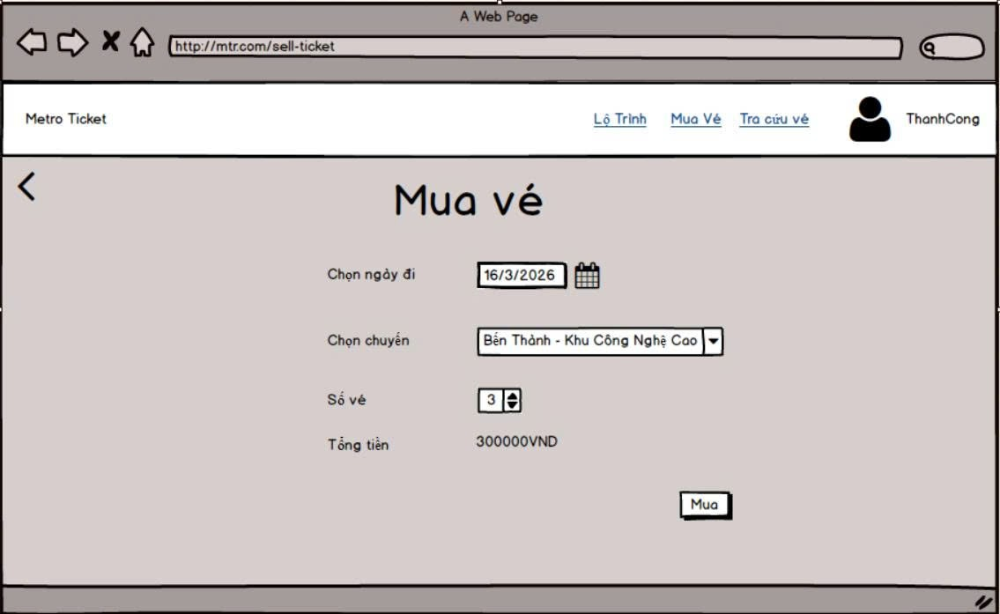 A Web Page
http://mtr.com/sell-ticket
Metro Ticket
Lộ Trình
Mua Vé
Tra cứu vé
ThanhCong
Mua vé
Chọn ngày đi
16/3/2026
Chọn chuyến
Bến Thành - Khu Công Nghệ Cao
Số vé
3
Tổng tiền
300000VND
Mua